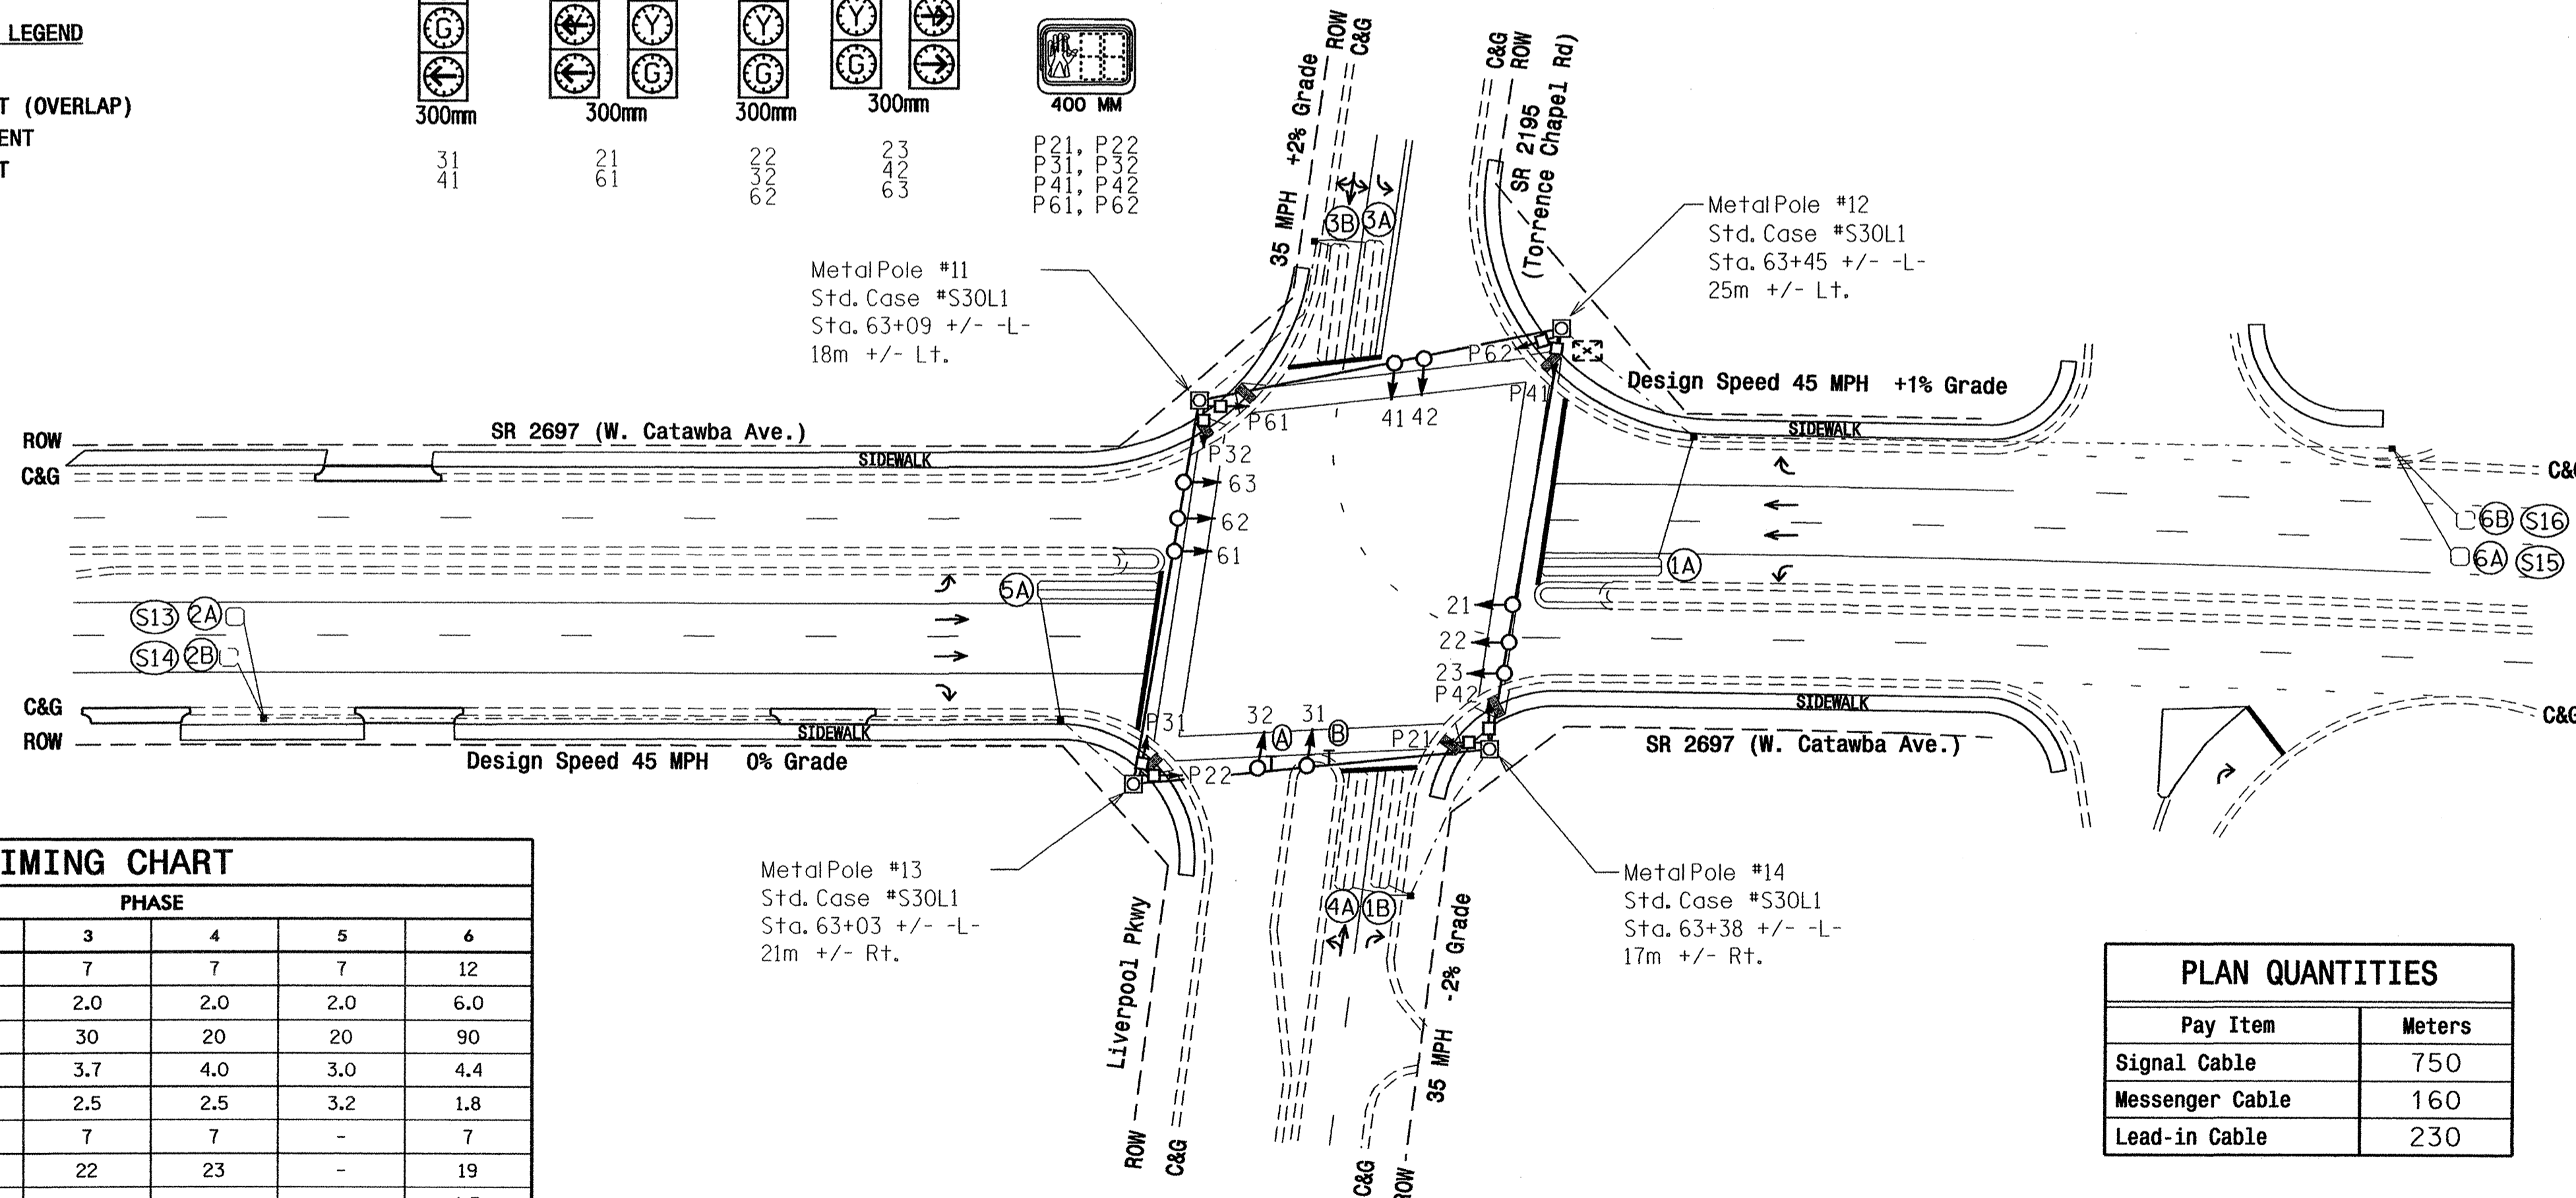 LEGEND
T (OVERLAP)
ENT
T
G
Y
G
Y
G
Y
G
300mm
300mm
300mm
300mm
400 MM
31
41
21
61
22
32
62
23
42
63
P21, P22
P31, P32
P41, P42
P61, P62
35 MPH +2% Grade
ROW
C&G
C&G
ROW
SR 2195
(Torrence Chapel Rd)
3B
3A
Metal Pole #11
Std. Case #S30L1
Sta. 63+09 +/- -L-
18m +/- Lt.
Metal Pole #12
Std. Case #S30L1
Sta. 63+45 +/- -L-
25m +/- Lt.
P62
P41
41 42
P61
P32
63
62
61
Design Speed 45 MPH +1% Grade
SIDEWALK
ROW
SR 2697 (W. Catawba Ave.)
C&G
SIDEWALK
C&G
6B S16
6A S15
1A
5A
S13 2A
S14 2B
21
22
23
P42
C&G
ROW
SIDEWALK
Design Speed 45 MPH 0% Grade
P31
32
A
31
B
P21
P22
SIDEWALK
SR 2697 (W. Catawba Ave.)
C&G
Metal Pole #13
Std. Case #S30L1
Sta. 63+03 +/- -L-
21m +/- Rt.
Metal Pole #14
Std. Case #S30L1
Sta. 63+38 +/- -L-
17m +/- Rt.
4A
1B
Liverpool Pkwy
ROW
C&G
35 MPH -2% Grade
C&G
ROW
IMING CHART
PHASE
3 4 5 6
7 7 7 12
2.0 2.0 2.0 6.0
30 20 20 90
3.7 4.0 3.0 4.4
2.5 2.5 3.2 1.8
7 7 - 7
22 23 - 19
PLAN QUANTITIES
Pay Item Meters
Signal Cable 750
Messenger Cable 160
Lead-in Cable 230